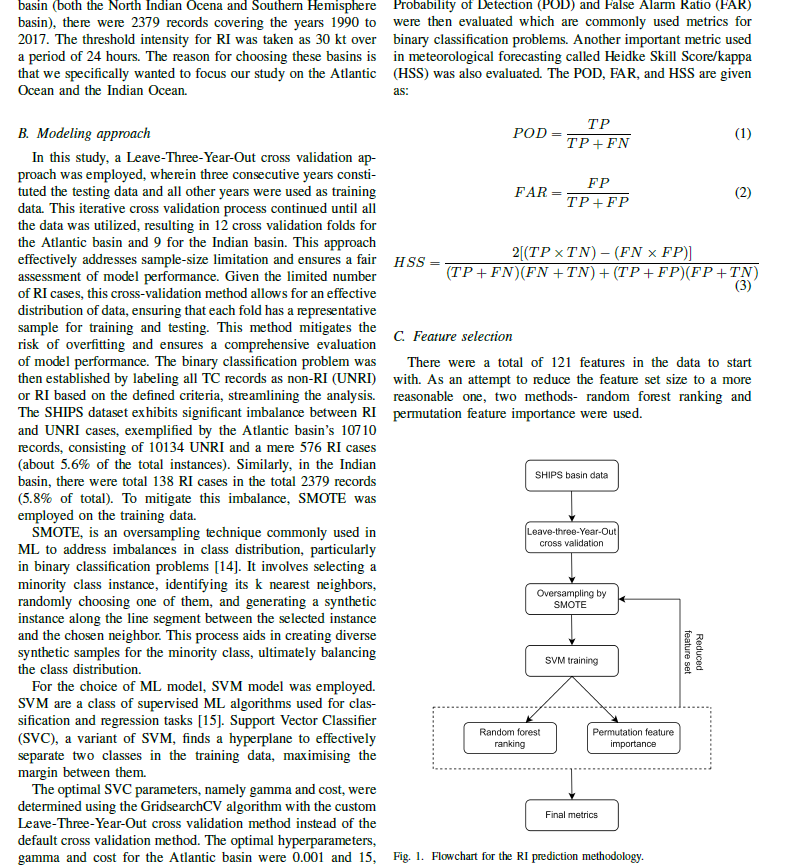 basin (both the North Indian Ocena and Southern Hemisphere
basin), there were 2379 records covering the years 1990 to
2017. The threshold intensity for RI was taken as 30 kt over
a period of 24 hours. The reason for choosing these basins is
that we specifically wanted to focus our study on the Atlantic
Ocean and the Indian Ocean.
B. Modeling approach
In this study, a Leave-Three-Year-Out cross validation ap-
proach was employed, wherein three consecutive years consti-
tuted the testing data and all other years were used as training
data. This iterative cross validation process continued until all
the data was utilized, resulting in 12 cross validation folds for
the Atlantic basin and 9 for the Indian basin. This approach
effectively addresses sample-size limitation and ensures a fair
assessment of model performance. Given the limited number
of RI cases, this cross-validation method allows for an effective
distribution of data, ensuring that each fold has a representative
sample for training and testing. This method mitigates the
risk of overfitting and ensures a comprehensive evaluation
of model performance. The binary classification problem was
then established by labeling all TC records as non-RI (UNRI)
or RI based on the defined criteria, streamlining the analysis.
The SHIPS dataset exhibits significant imbalance between RI
and UNRI cases, exemplified by the Atlantic basin's 10710
records, consisting of 10134 UNRI and a mere 576 RI cases
(about 5.6% of the total instances). Similarly, in the Indian
basin, there were total 138 RI cases in the total 2379 records
(5.8% of total). To mitigate this imbalance, SMOTE was
employed on the training data.
SMOTE, is an oversampling technique commonly used in
ML to address imbalances in class distribution, particularly
in binary classification problems [14]. It involves selecting a
minority class instance, identifying its k nearest neighbors,
randomly choosing one of them, and generating a synthetic
instance along the line segment between the selected instance
and the chosen neighbor. This process aids in creating diverse
synthetic samples for the minority class, ultimately balancing
the class distribution.
For the choice of ML model, SVM model was employed.
SVM are a class of supervised ML algorithms used for clas-
sification and regression tasks [15]. Support Vector Classifier
(SVC), a variant of SVM, finds a hyperplane to effectively
separate two classes in the training data, maximising the
margin between them.
The optimal SVC parameters, namely gamma and cost, were
determined using the GridsearchCV algorithm with the custom
Leave-Three-Year-Out cross validation method instead of the
default cross validation method. The optimal hyperparameters,
gamma and cost for the Atlantic basin were 0.001 and 15,
Probability of Detection (POD) and False Alarm Ratio (FAR)
were then evaluated which are commonly used metrics for
binary classification problems. Another important metric used
in meteorological forecasting called Heidke Skill Score/kappa
(HSS) was also evaluated. The POD, FAR, and HSS are given
as:
POD = TP / (TP + FN) (1)
FAR = FP / (TP + FP) (2)
HSS = 2[(TP × TN) − (FN × FP)] / (TP + FN)(FN + TN) + (TP + FP)(FP + TN) (3)
C. Feature selection
There were a total of 121 features in the data to start
with. As an attempt to reduce the feature set size to a more
reasonable one, two methods- random forest ranking and
permutation feature importance were used.
SHIPS basin data
Leave-three-Year-Out
cross validation
Oversampling by
SMOTE
Reduced
feature set
SVM training
Random forest
ranking
Permutation feature
importance
Final metrics
Fig. 1. Flowchart for the RI prediction methodology.